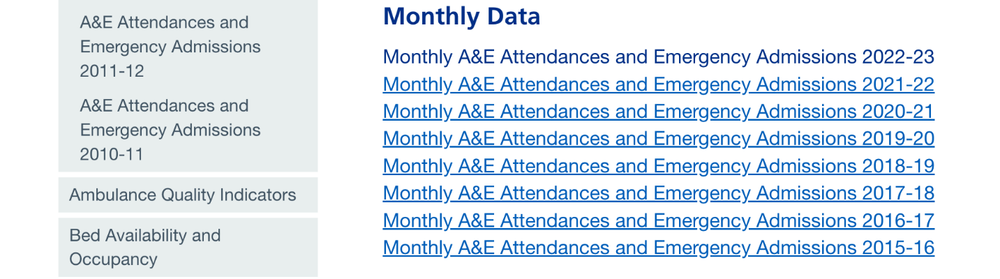 A&E Attendances and
Emergency Admissions
2011-12
A&E Attendances and
Emergency Admissions
2010-11
Ambulance Quality Indicators
Bed Availability and
Occupancy
Monthly Data
Monthly A&E Attendances and Emergency Admissions 2022-23
Monthly A&E Attendances and Emergency Admissions 2021-22
Monthly A&E Attendances and Emergency Admissions 2020-21
Monthly A&E Attendances and Emergency Admissions 2019-20
Monthly A&E Attendances and Emergency Admissions 2018-19
Monthly A&E Attendances and Emergency Admissions 2017-18
Monthly A&E Attendances and Emergency Admissions 2016-17
Monthly A&E Attendances and Emergency Admissions 2015-16